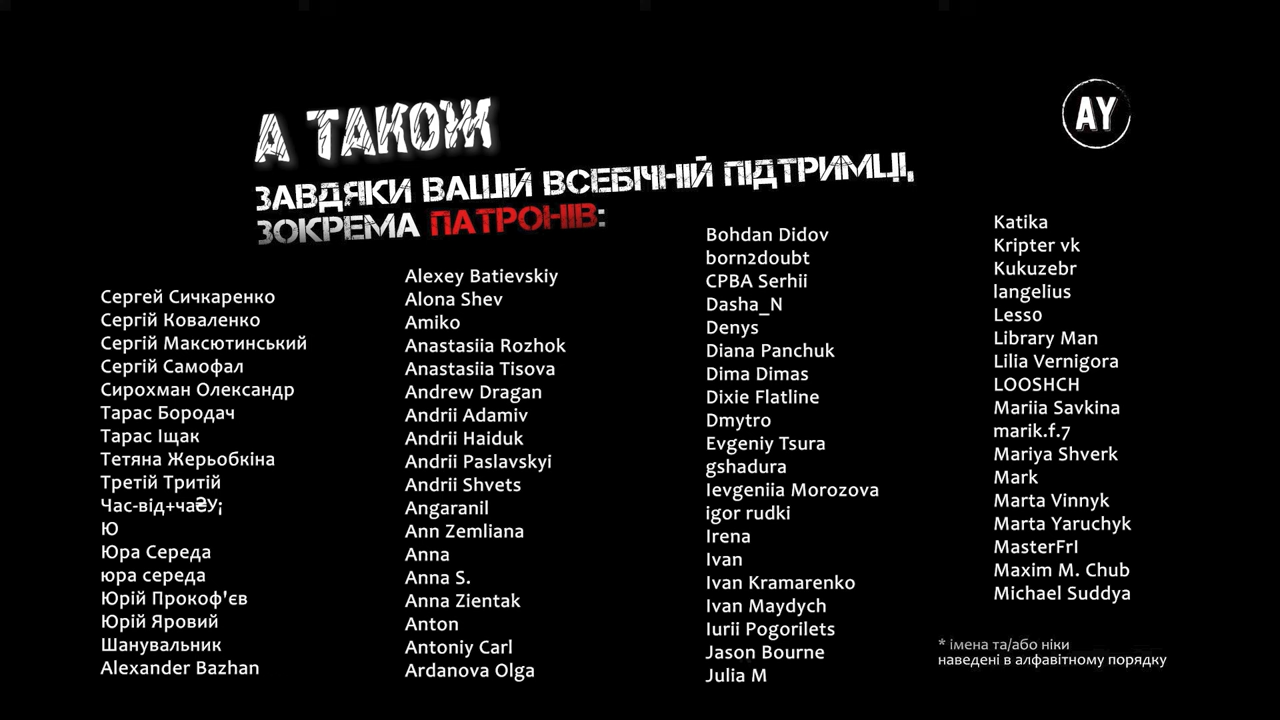 А ТАКОЖ
ЗАВДЯКИ ВАШІЙ ВСЕБІЧНІЙ ПІДТРИМЦІ,
ЗОКРЕМА ПАТРОНІВ:
AY
Сергей Сичкаренко
Сергій Коваленко
Сергій Максютинський
Сергій Самофал
Сирохман Олександр
Тарас Бородач
Тарас Іщак
Тетяна Жерьобкіна
Третій Тритій
Час-від+ча₴У¡
Ю
Юра Середа
юра середа
Юрій Прокоф'єв
Юрій Яровий
Шанувальник
Alexander Bazhan
Alexey Batievskiy
Alona Shev
Amiko
Anastasiia Rozhok
Anastasiia Tisova
Andrew Dragan
Andrii Adamiv
Andrii Haiduk
Andrii Paslavskyi
Andrii Shvets
Angaranil
Ann Zemliana
Anna
Anna S.
Anna Zientak
Anton
Antoniy Carl
Ardanova Olga
Bohdan Didov
born2doubt
CPBA Serhii
Dasha_N
Denys
Diana Panchuk
Dima Dimas
Dixie Flatline
Dmytro
Evgeniy Tsura
gshadura
Ievgeniia Morozova
igor rudki
Irena
Ivan
Ivan Kramarenko
Ivan Maydych
Iurii Pogorilets
Jason Bourne
Julia M
Katika
Kripter vk
Kukuzebr
langelius
Less0
Library Man
Lilia Vernigora
LOOSHCH
Mariia Savkina
marik.f.7
Mariya Shverk
Mark
Marta Vinnyk
Marta Yaruchyk
MasterFrI
Maxim M. Chub
Michael Suddya
* імена та/або ніки
наведені в алфавітному порядку